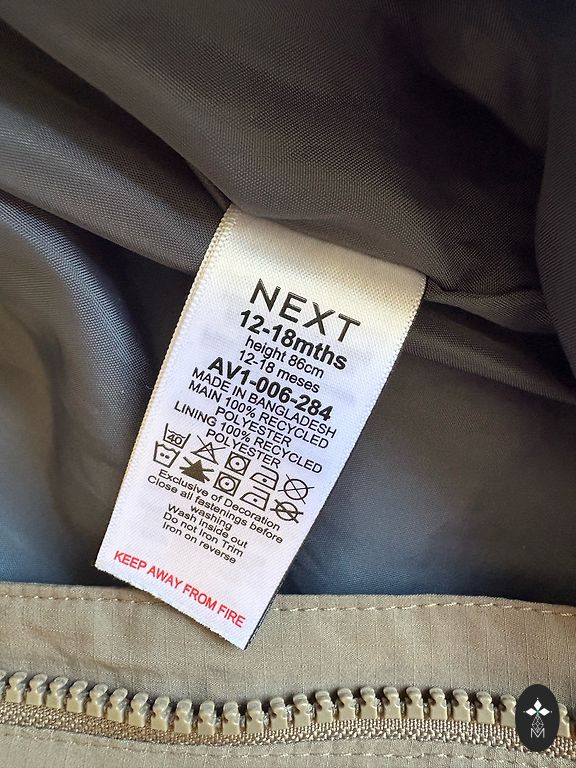 NEXT
12-18mths
height 86cm
12-18 meses
AV1-006-284
MADE IN BANGLADESH
MAIN 100% RECYCLED
POLYESTER
LINING 100% RECYCLED
POLYESTER
40
Exclusive of Decoration
Close all fastenings before
washing
Wash inside out
Do not Iron Trim
Iron on reverse
KEEP AWAY FROM FIRE